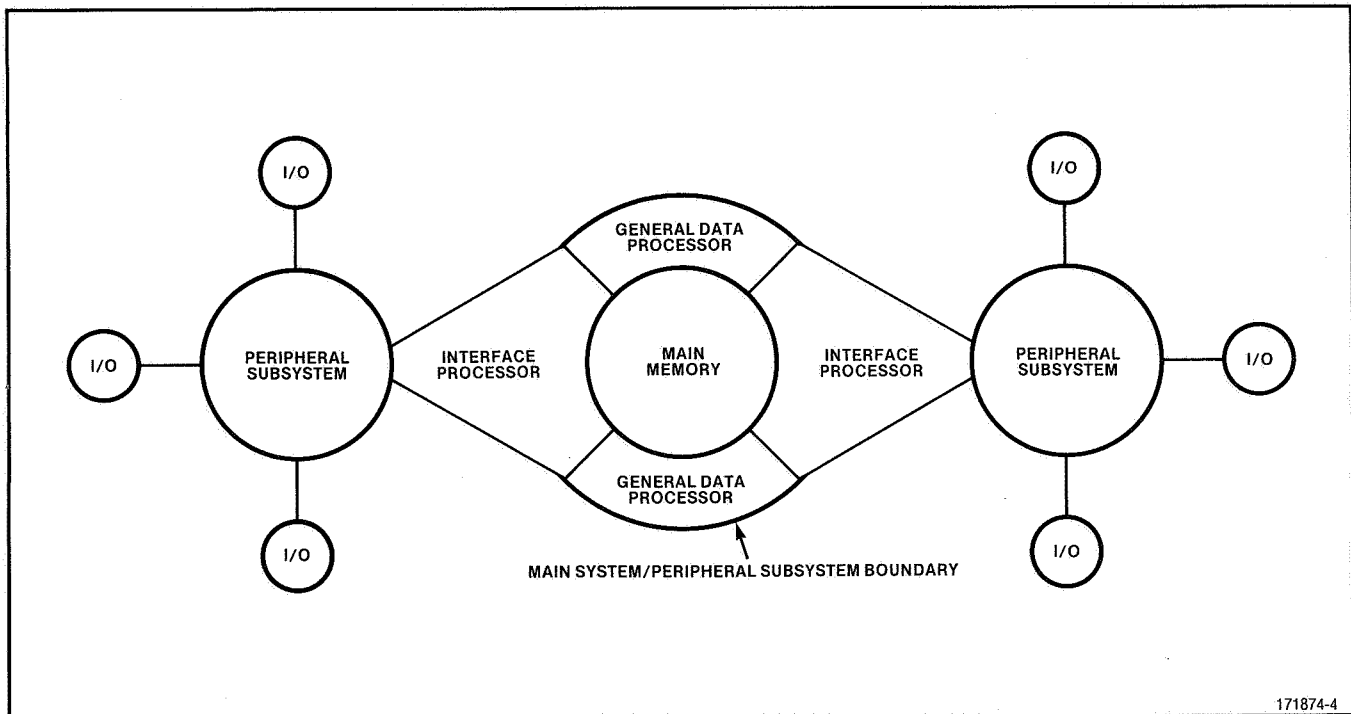 I/O
I/O
GENERAL DATA
PROCESSOR
I/O
PERIPHERAL
SUBSYSTEM
INTERFACE
PROCESSOR
MAIN
MEMORY
INTERFACE
PROCESSOR
PERIPHERAL
SUBSYSTEM
I/O
GENERAL DATA
PROCESSOR
I/O
I/O
MAIN SYSTEM/PERIPHERAL SUBSYSTEM BOUNDARY
171874-4